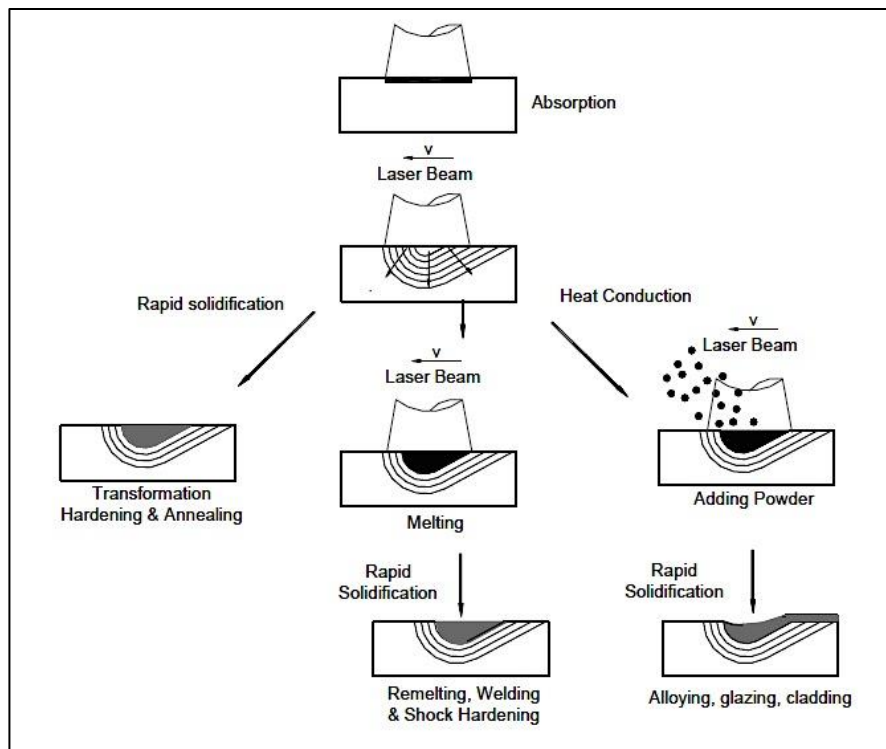 Absorption
v
Laser Beam
Rapid solidification
Heat Conduction
v
Laser Beam
v
Laser Beam
Transformation
Hardening & Annealing
Melting
Adding Powder
Rapid
Solidification
Rapid
Solidification
Remelting, Welding
& Shock Hardening
Alloying, glazing, cladding